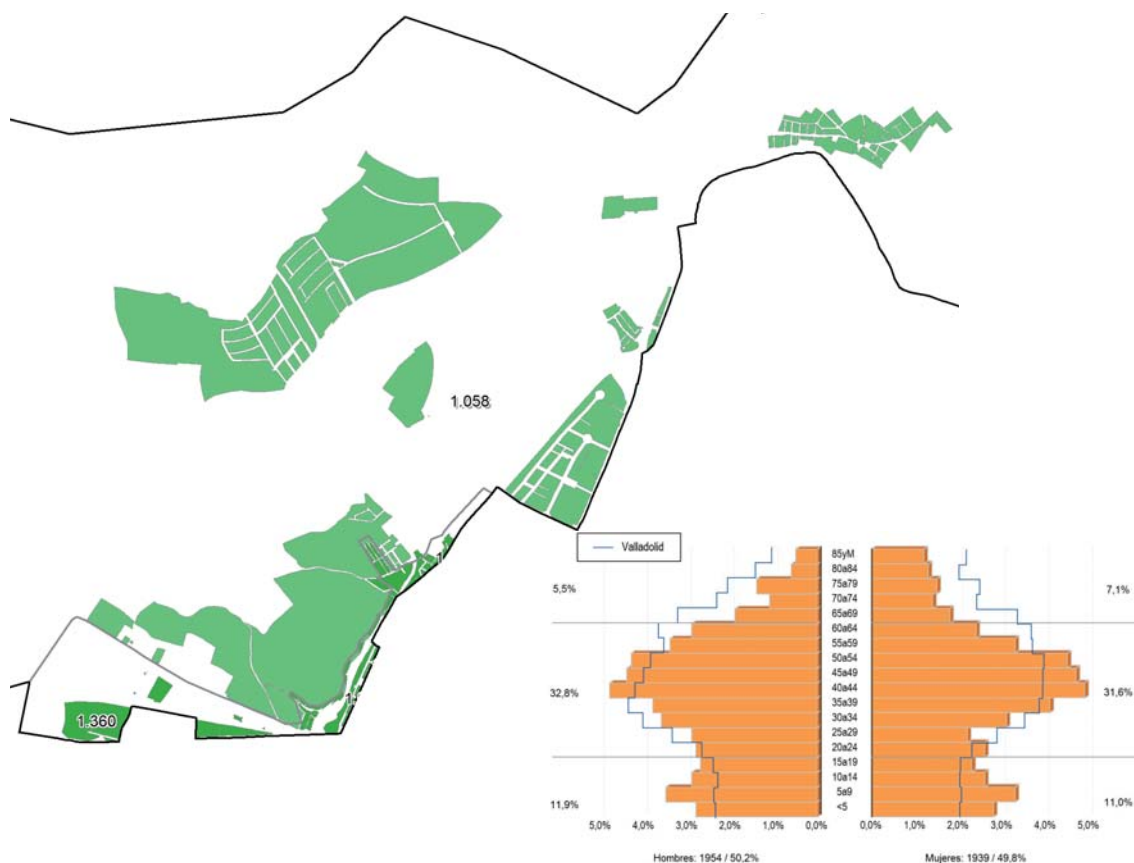 1.058
1.360
Valladolid
85yM
80a84
75a79
70a74
65a69
60a64
55a59
50a54
45a49
40a44
35a39
30a34
25a29
20a24
15a19
10a14
5a9
<5
5,5%
32,8%
11,9%
7,1%
31,6%
11,0%
5,0% 4,0% 3,0% 2,0% 1,0% 0,0%
0,0% 1,0% 2,0% 3,0% 4,0% 5,0%
Hombres: 1954 / 50,2%
Mujeres: 1939 / 49,8%